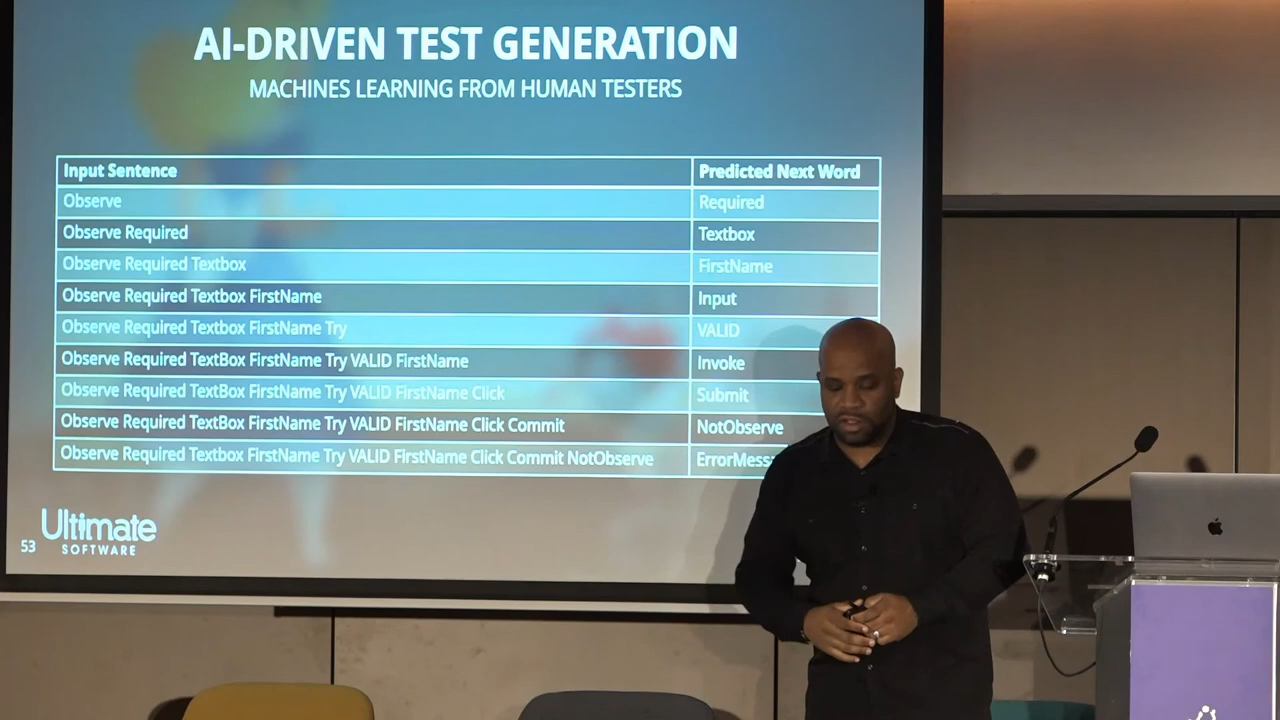 AI-DRIVEN TEST GENERATION
MACHINES LEARNING FROM HUMAN TESTERS
Input Sentence Predicted Next Word
Observe Required
Observe Required Textbox
Observe Required Textbox FirstName
Observe Required Textbox FirstName Input
Observe Required Textbox FirstName Try VALID
Observe Required TextBox FirstName Try VALID FirstName Invoke
Observe Required TextBox FirstName Try VALID FirstName Click Submit
Observe Required TextBox FirstName Try VALID FirstName Click Commit NotObserve
Observe Required Textbox FirstName Try VALID FirstName Click Commit NotObserve
53 Ultimate
SOFTWARE